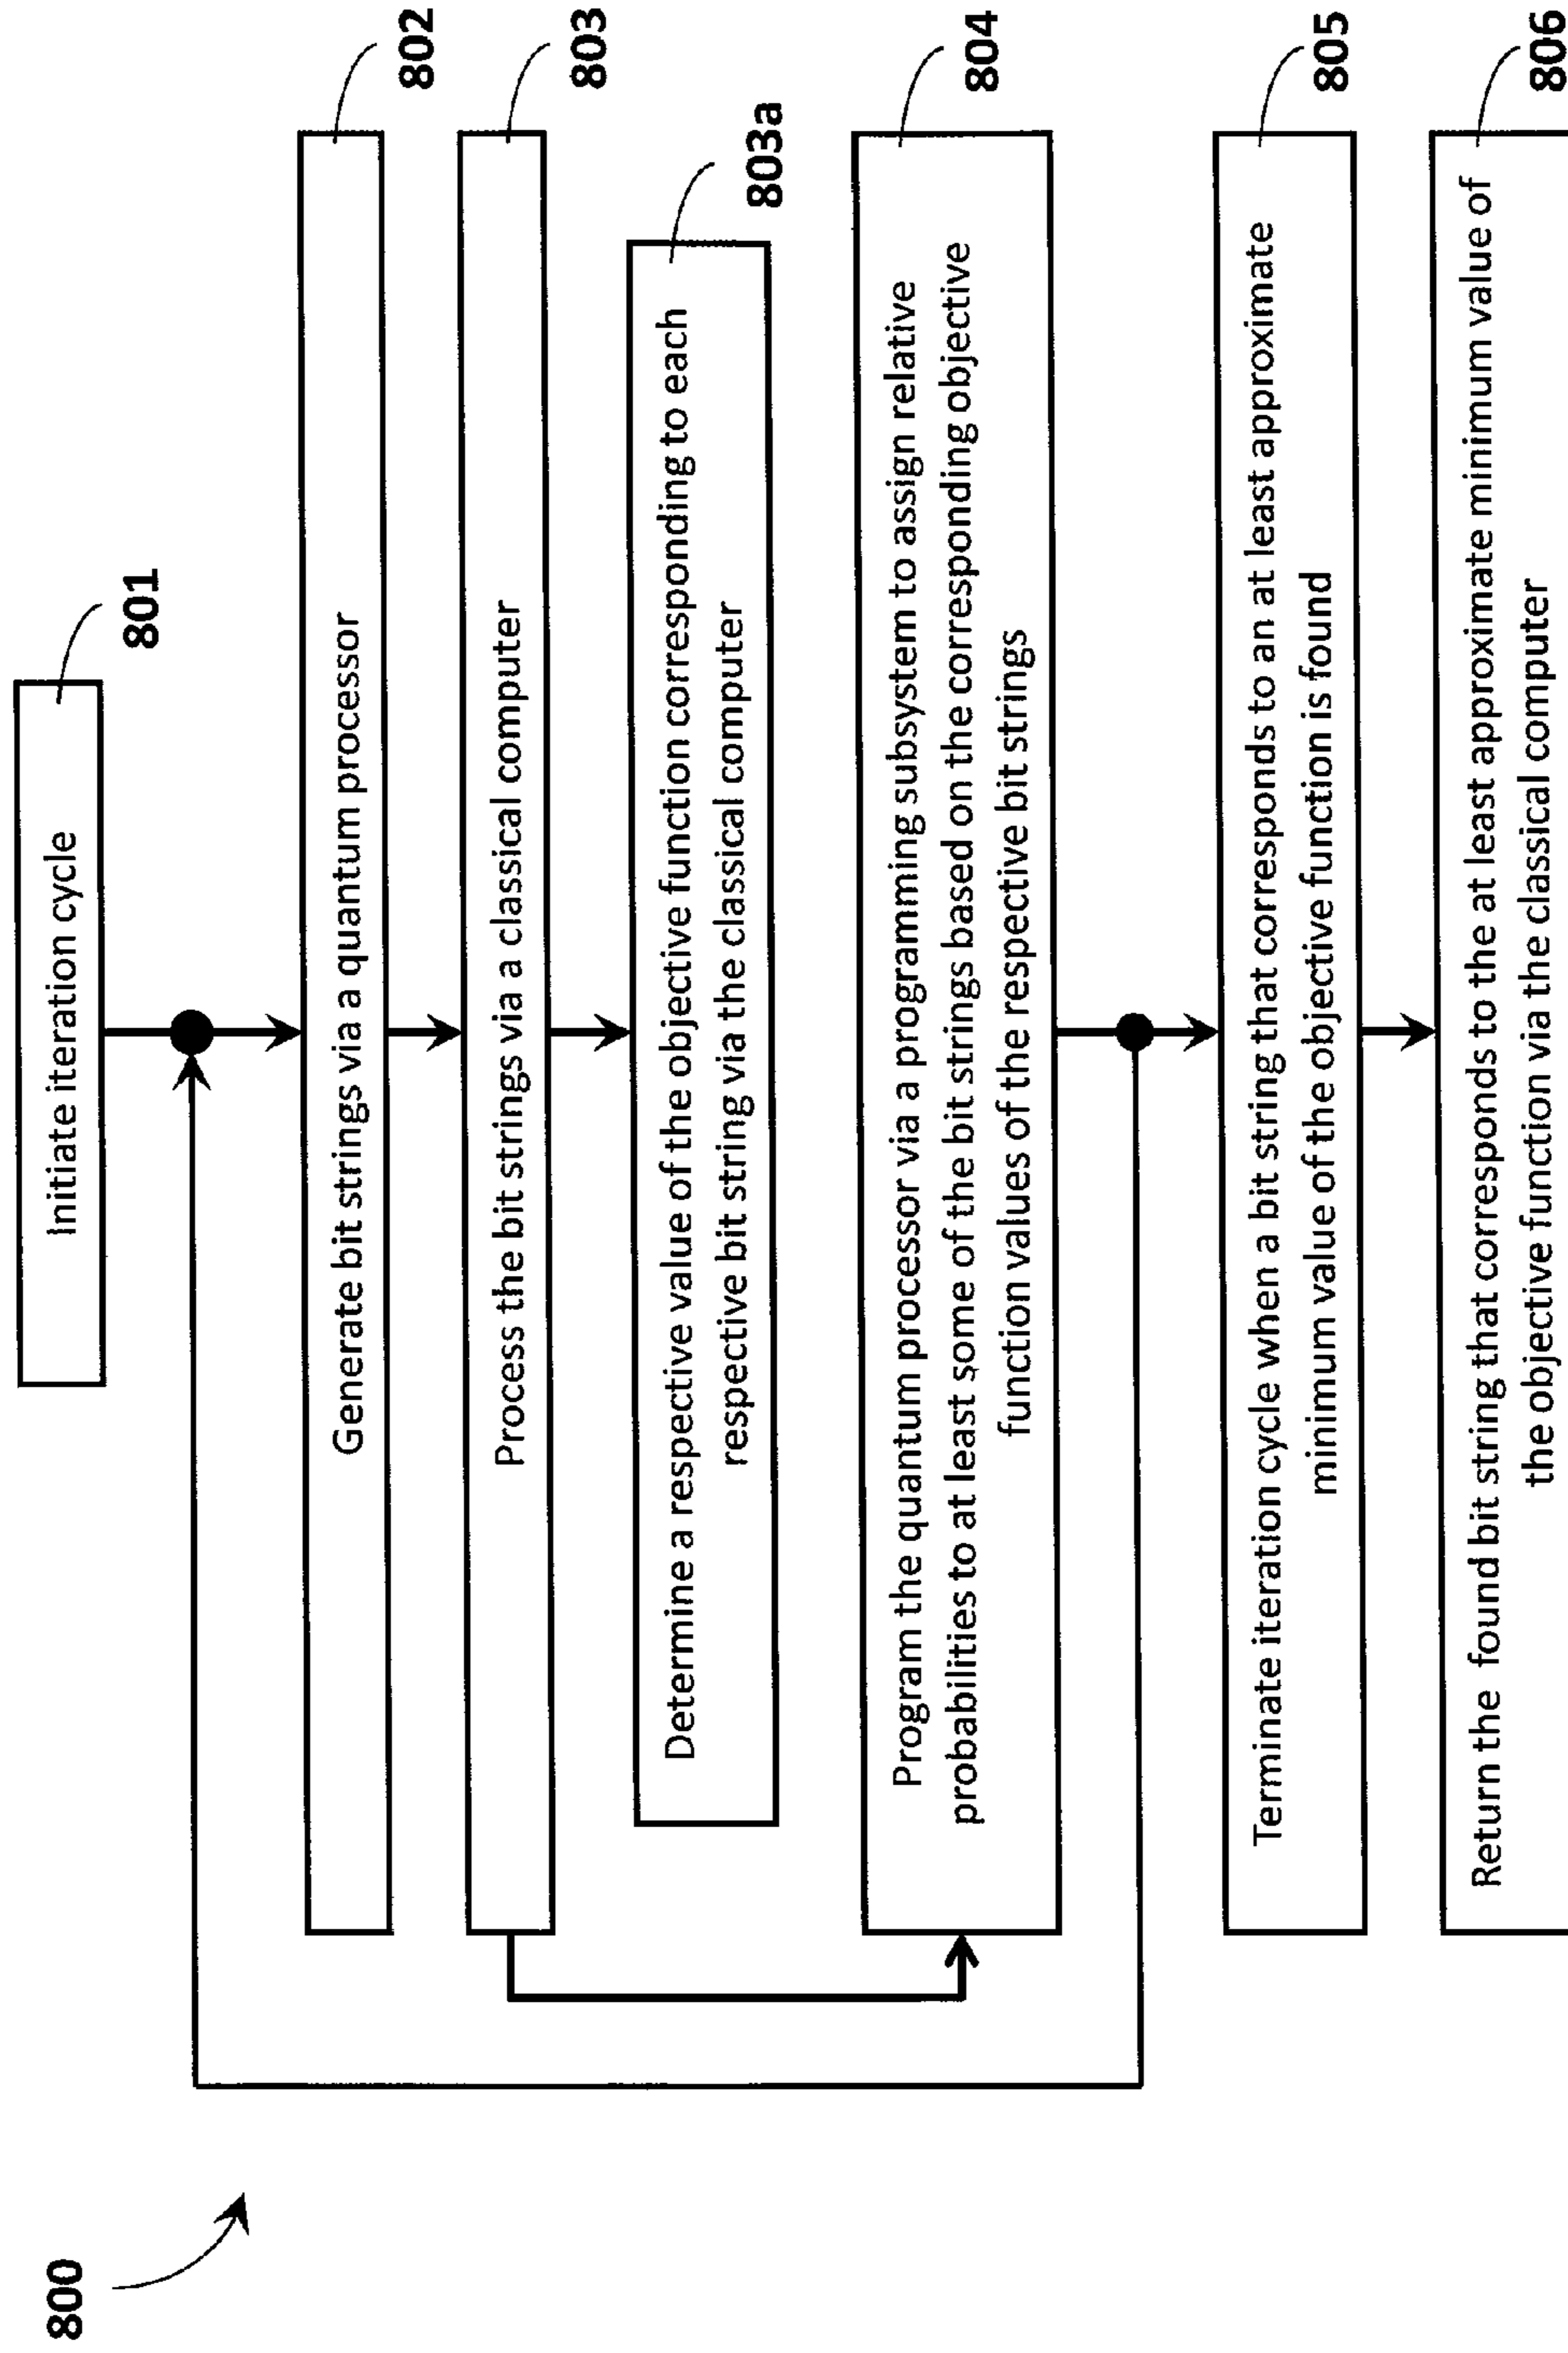 800
801
Initiate iteration cycle
802
Generate bit strings via a quantum processor
803
Process the bit strings via a classical computer
803a
Determine a respective value of the objective function corresponding to each
respective bit string via the classical computer
804
Program the quantum processor via a programming subsystem to assign relative
probabilities to at least some of the bit strings based on the corresponding objective
function values of the respective bit strings
805
Terminate iteration cycle when a bit string that corresponds to an at least approximate
minimum value of the objective function is found
806
Return the found bit string that corresponds to the at least approximate minimum value of
the objective function via the classical computer